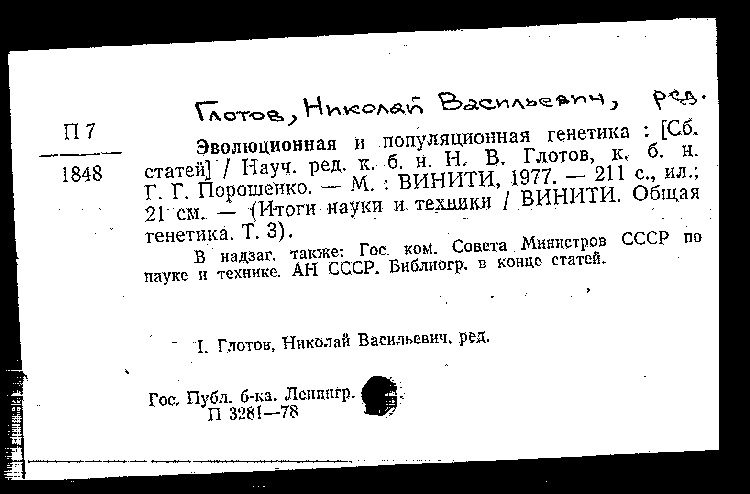 Глотов, Николай Васильевич, ред.
П 7
1848
Эволюционная и популяционная генетика : [Сб.
статей] / Науч. ред. к. б. н. Н. В. Глотов, к. б. н.
Г. Г. Порошенко. — М. : ВИНИТИ, 1977. — 211 с., ил.;
21 см. — (Итоги науки и техники / ВИНИТИ. Общая
генетика. Т. 3).
В надзаг. также: Гос. ком. Совета Министров СССР по
науке и технике. АН СССР. Библиогр. в конце статей.
I. Глотов, Николай Васильевич, ред.
Гос. Публ. б-ка. Ленингр.
П 3281—78